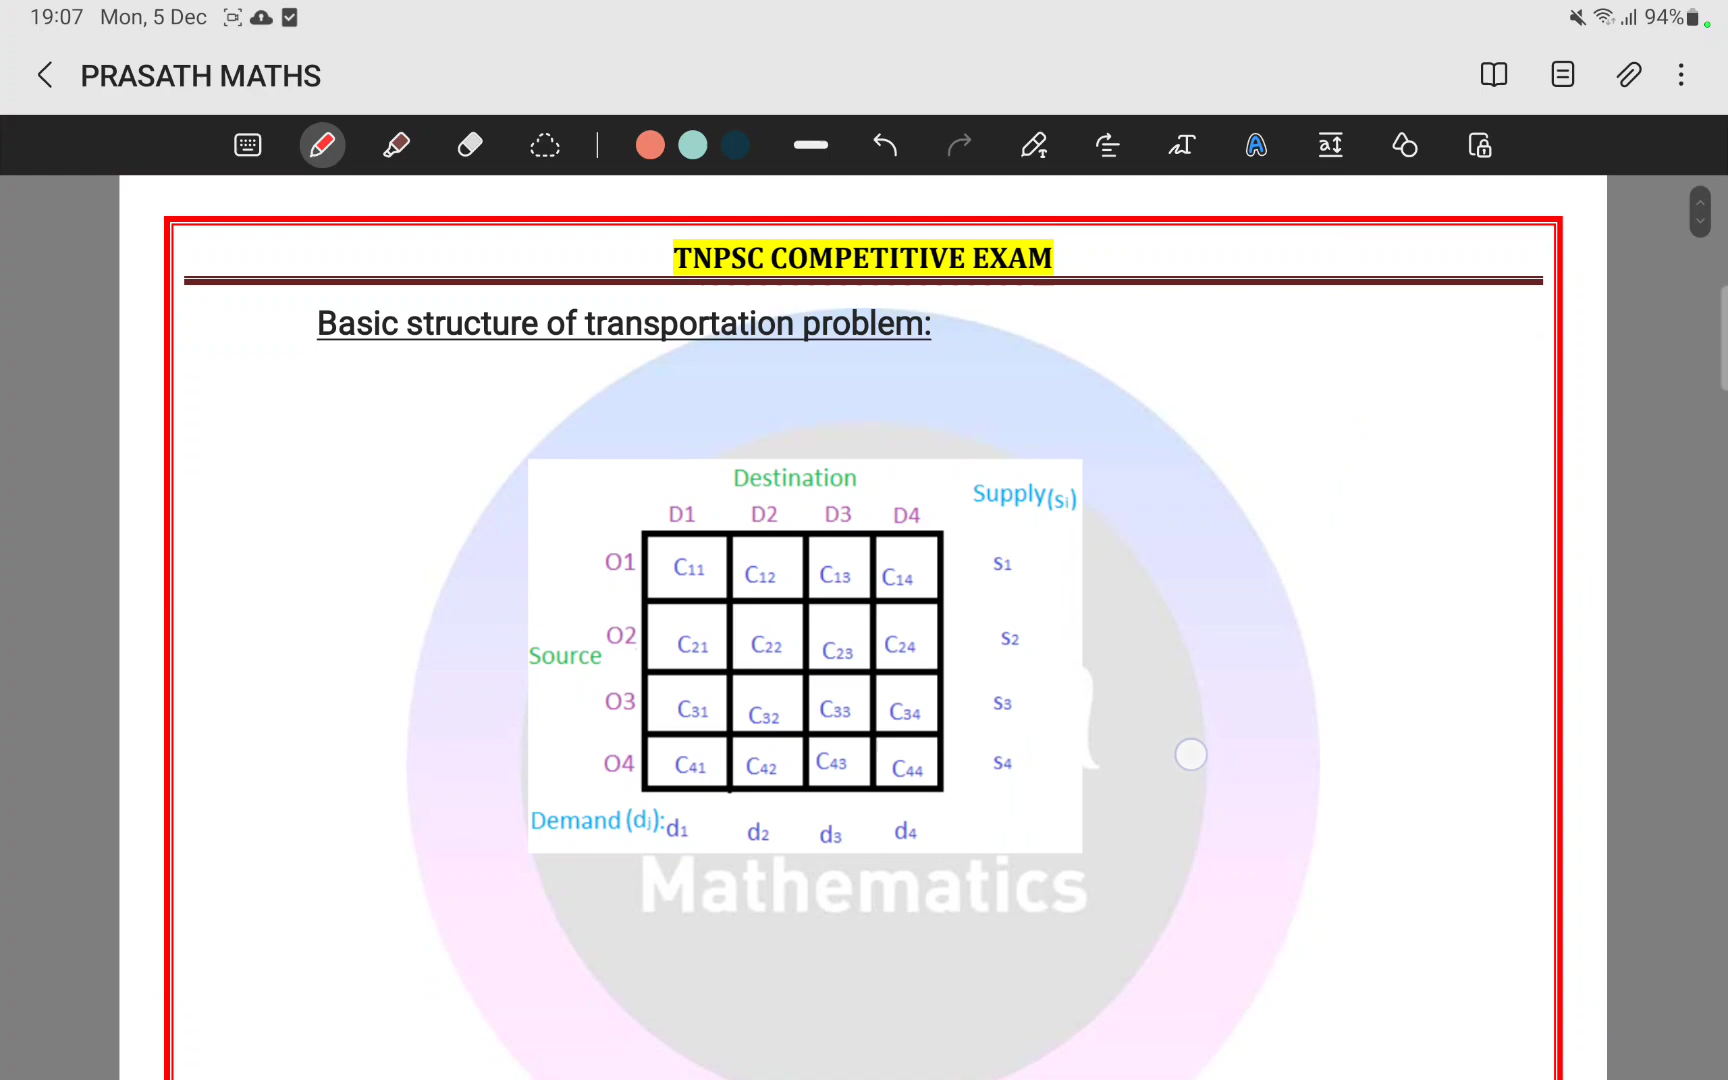 19:07 Mon, 5 Dec 94%
PRASATH MATHS
TNPSC COMPETITIVE EXAM
Basic structure of transportation problem:
Destination
Supply(si)
D1 D2 D3 D4
O1 C11 C12 C13 C14 s1
O2 C21 C22 C23 C24 s2
Source
O3 C31 C32 C33 C34 s3
O4 C41 C42 C43 C44 s4
Demand (dj): d1 d2 d3 d4
Mathematics